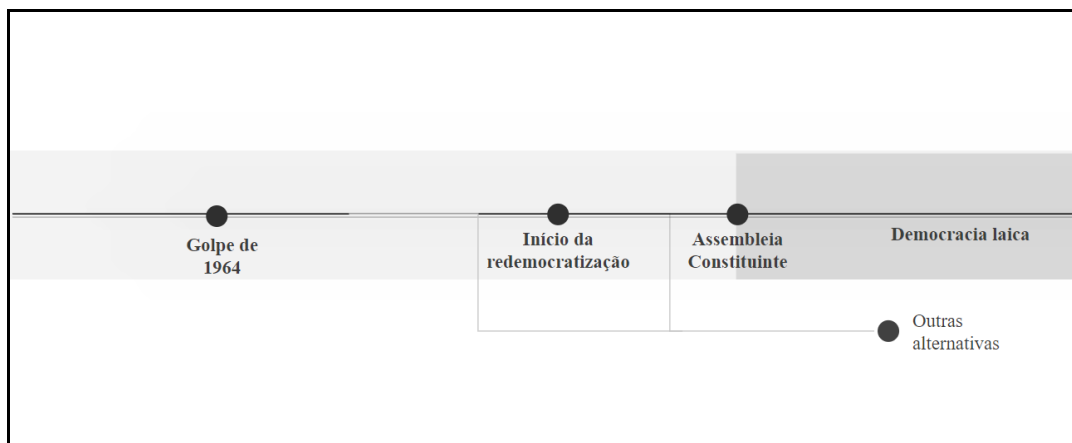 Golpe de
1964
Início da
redemocratização
Assembleia
Constituinte
Democracia laica
Outras
alternativas